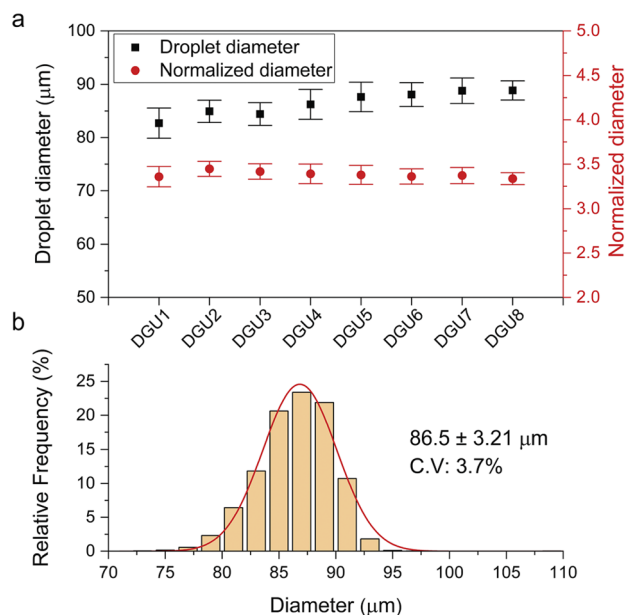 a
Droplet diameter
Normalized diameter
Droplet diameter (μm)
100
90
80
70
60
50
Normalized diameter
5.0
4.5
4.0
3.5
3.0
2.5
2.0
DGU1 DGU2 DGU3 DGU4 DGU5 DGU6 DGU7 DGU8
b
Relative Frequency (%)
25
20
15
10
5
0
86.5 ± 3.21 μm
C.V: 3.7%
70 75 80 85 90 95 100 105 110
Diameter (μm)